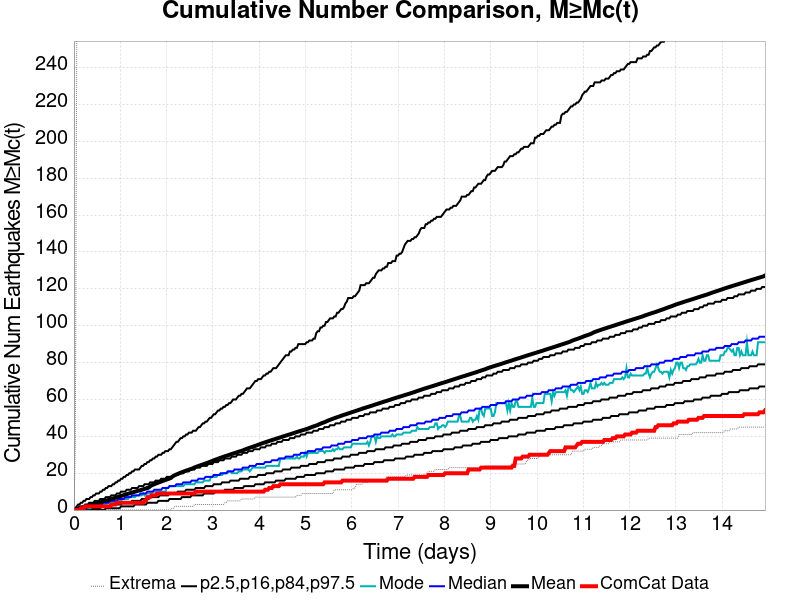 Cumulative Number Comparison, M≥Mc(t)
Cumulative Num Earthquakes M≥Mc(t)
240
220
200
180
160
140
120
100
80
60
40
20
0
0 1 2 3 4 5 6 7 8 9 10 11 12 13 14
Time (days)
Extrema p2.5,p16,p84,p97.5 Mode Median Mean ComCat Data